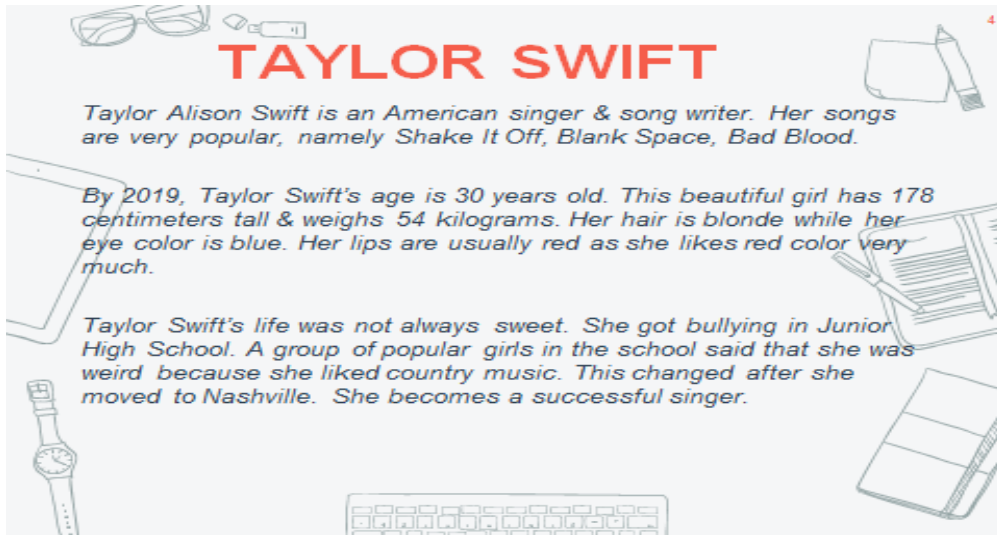 4
TAYLOR SWIFT
Taylor Alison Swift is an American singer & song writer. Her songs
are very popular, namely Shake It Off, Blank Space, Bad Blood.
By 2019, Taylor Swift's age is 30 years old. This beautiful girl has 178
centimeters tall & weighs 54 kilograms. Her hair is blonde while her
eye color is blue. Her lips are usually red as she likes red color very
much.
Taylor Swift's life was not always sweet. She got bullying in Junior
High School. A group of popular girls in the school said that she was
weird because she liked country music. This changed after she
moved to Nashville. She becomes a successful singer.